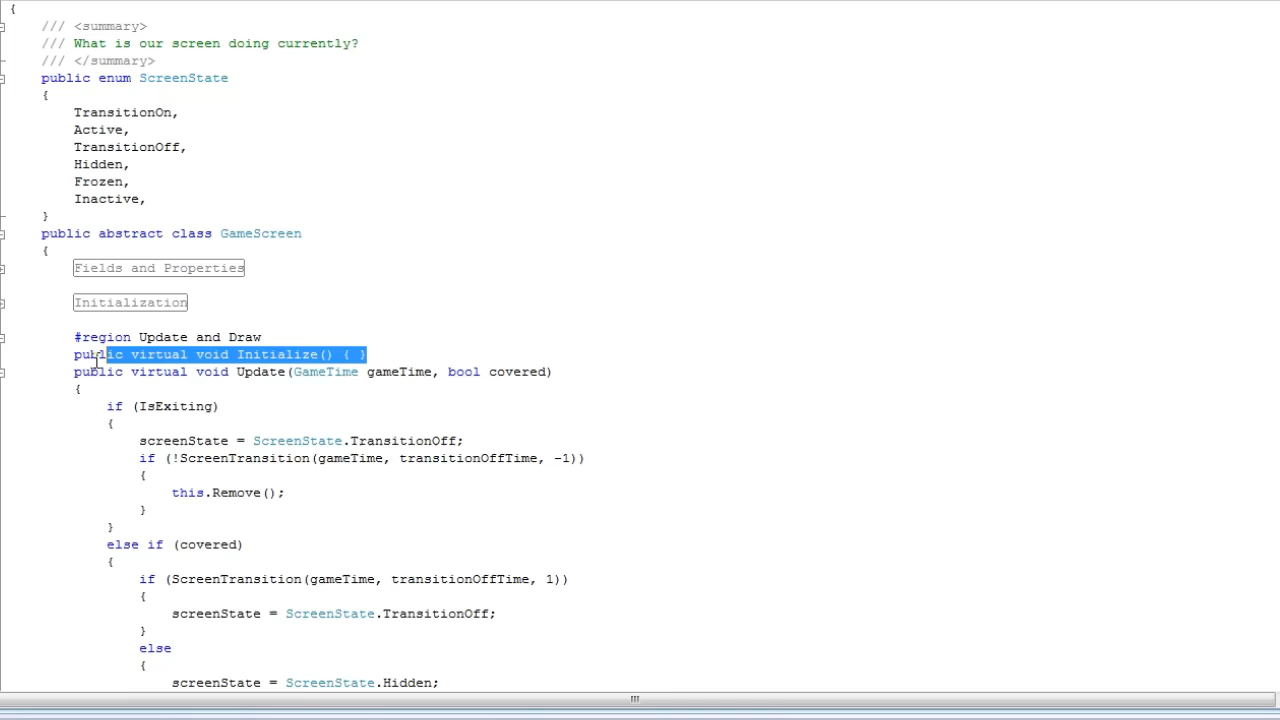 {
/// <summary>
/// What is our screen doing currently?
/// </summary>
public enum ScreenState
{
TransitionOn,
Active,
TransitionOff,
Hidden,
Frozen,
Inactive,
}
public abstract class GameScreen
{
Fields and Properties
Initialization
#region Update and Draw
public virtual void Initialize() { }
public virtual void Update(GameTime gameTime, bool covered)
{
if (IsExiting)
{
screenState = ScreenState.TransitionOff;
if (!ScreenTransition(gameTime, transitionOffTime, -1))
{
this.Remove();
}
}
else if (covered)
{
if (ScreenTransition(gameTime, transitionOffTime, 1))
{
screenState = ScreenState.TransitionOff;
}
else
{
screenState = ScreenState.Hidden;